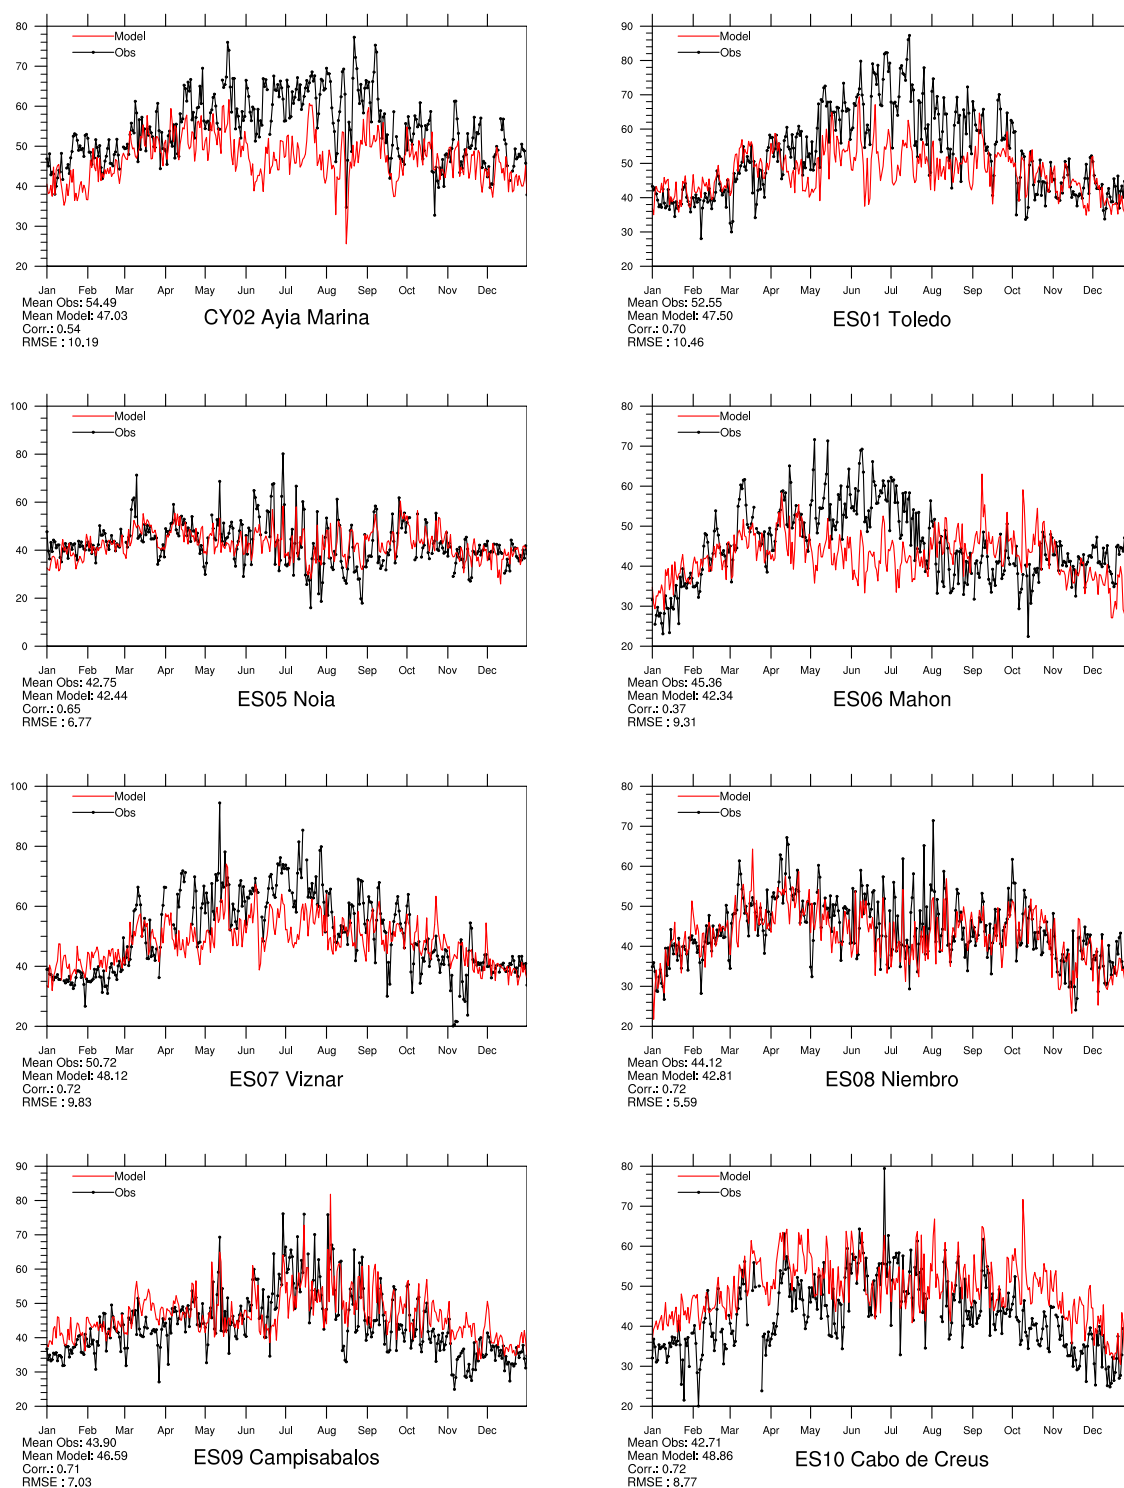 80
70
60
50
40
30
20
Model
Obs
Jan Feb Mar Apr May Jun Jul Aug Sep Oct Nov Dec
Mean Obs: 54.49
Mean Model: 47.03
Corr.: 0.54
RMSE : 10.19
CY02 Ayia Marina
90
80
70
60
50
40
30
20
Model
Obs
Jan Feb Mar Apr May Jun Jul Aug Sep Oct Nov Dec
Mean Obs: 52.55
Mean Model: 47.50
Corr.: 0.70
RMSE : 10.46
ES01 Toledo
100
80
60
40
20
0
Model
Obs
Jan Feb Mar Apr May Jun Jul Aug Sep Oct Nov Dec
Mean Obs: 42.75
Mean Model: 42.44
Corr.: 0.65
RMSE : 6.77
ES05 Noia
80
70
60
50
40
30
20
Model
Obs
Jan Feb Mar Apr May Jun Jul Aug Sep Oct Nov Dec
Mean Obs: 45.36
Mean Model: 42.34
Corr.: 0.37
RMSE : 9.31
ES06 Mahon
100
80
60
40
20
Model
Obs
Jan Feb Mar Apr May Jun Jul Aug Sep Oct Nov Dec
Mean Obs: 50.72
Mean Model: 48.12
Corr.: 0.72
RMSE : 9.83
ES07 Viznar
80
70
60
50
40
30
20
Model
Obs
Jan Feb Mar Apr May Jun Jul Aug Sep Oct Nov Dec
Mean Obs: 44.12
Mean Model: 42.81
Corr.: 0.72
RMSE : 5.59
ES08 Niembro
90
80
70
60
50
40
30
20
Model
Obs
Jan Feb Mar Apr May Jun Jul Aug Sep Oct Nov Dec
Mean Obs: 43.90
Mean Model: 46.59
Corr.: 0.71
RMSE : 7.03
ES09 Campisabalos
80
70
60
50
40
30
20
Model
Obs
Jan Feb Mar Apr May Jun Jul Aug Sep Oct Nov Dec
Mean Obs: 42.71
Mean Model: 48.86
Corr.: 0.72
RMSE : 8.77
ES10 Cabo de Creus